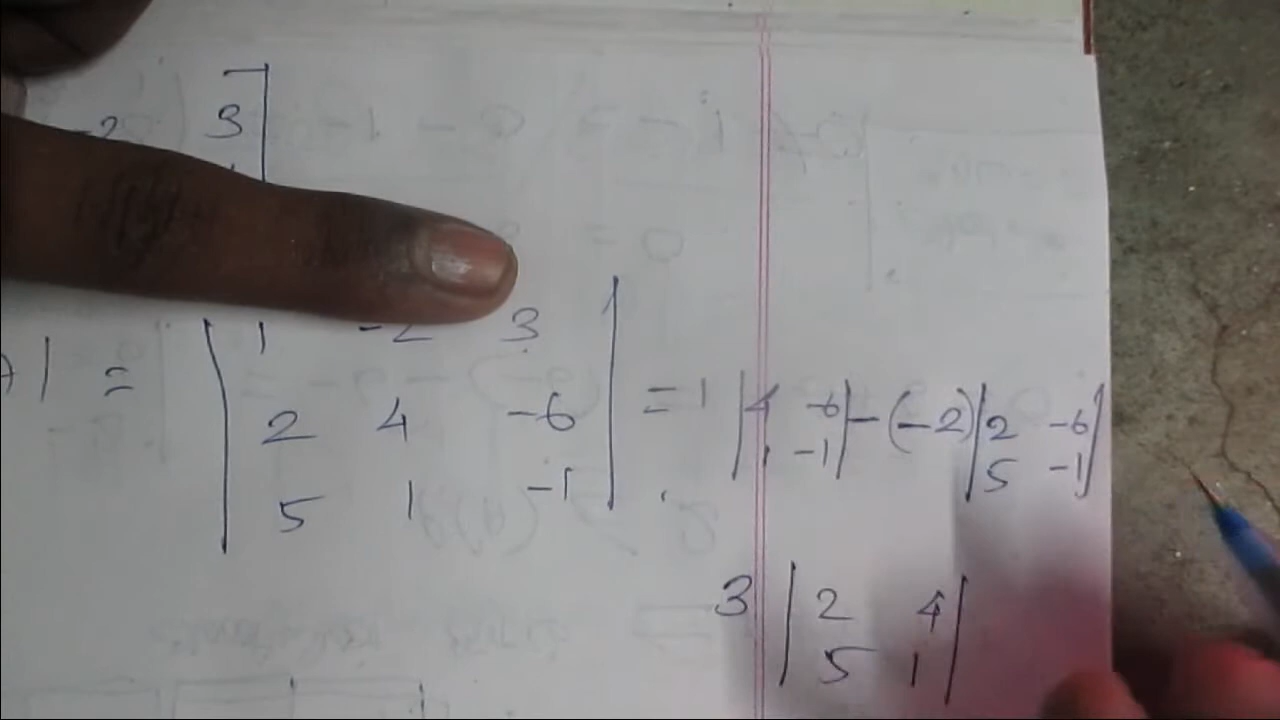 -2 3
A| = | 1 -2 3 |
| 2 4 -6 | = 1 | 4 -6 | - (-2) | 2 -6 |
| 5 1 -1 | | 1 -1 | | 5 -1 |
3 | 2 4 |
| 5 1 |